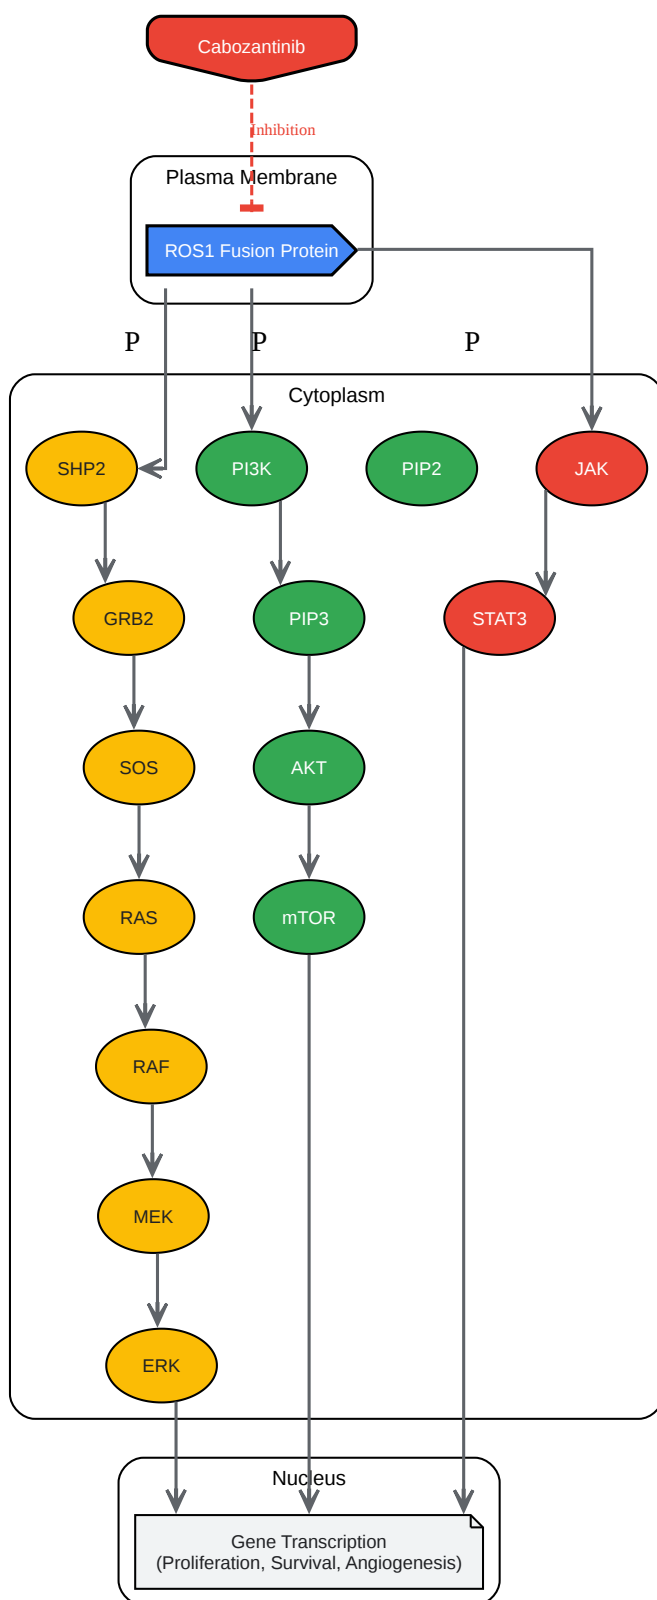 Cabozantinib
Inhibition
Plasma Membrane
ROS1 Fusion Protein
P P P
Cytoplasm
SHP2 PI3K PIP2 JAK
GRB2 PIP3 STAT3
SOS AKT
RAS mTOR
RAF
MEK
ERK
Nucleus
Gene Transcription
(Proliferation, Survival, Angiogenesis)